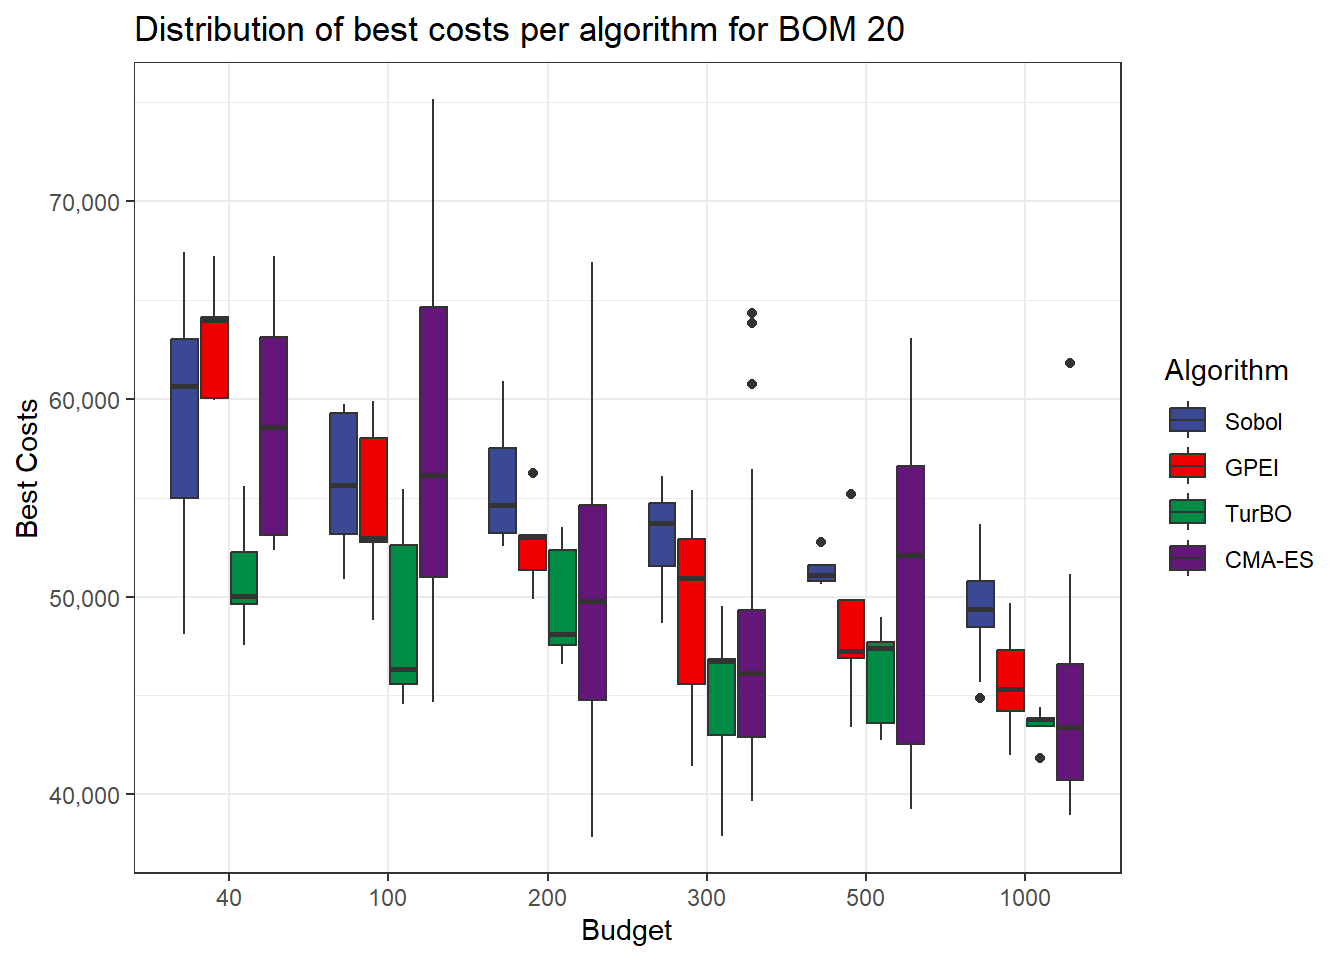 Distribution of best costs per algorithm for BOM 20
Best Costs
70,000
60,000
50,000
40,000
40 100 200 300 500 1000
Budget
Algorithm
Sobol
GPEI
TurBO
CMA-ES